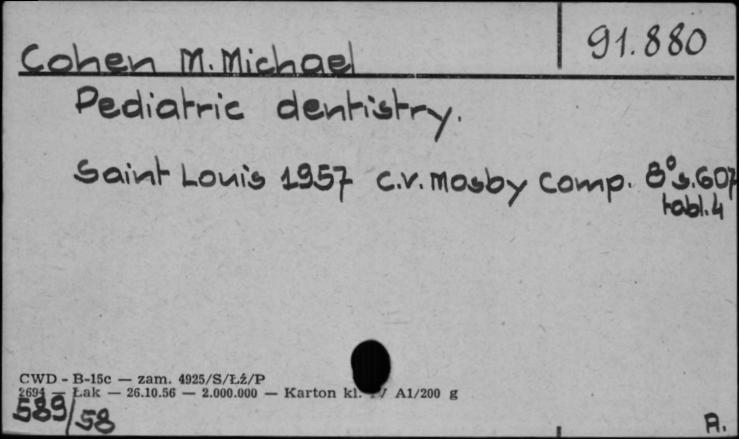 Cohen M. Michael
91.880
Pediatric dentistry.
Saint Louis 1957 C.V. Mosby Comp. 8° s.607
tabl.4
CWD - B-15c — zam. 4925/S/Łż/P
2694 — Łak — 26.10.56 — 2.000.000 — Karton kl. A1/200 g
589/58
A.